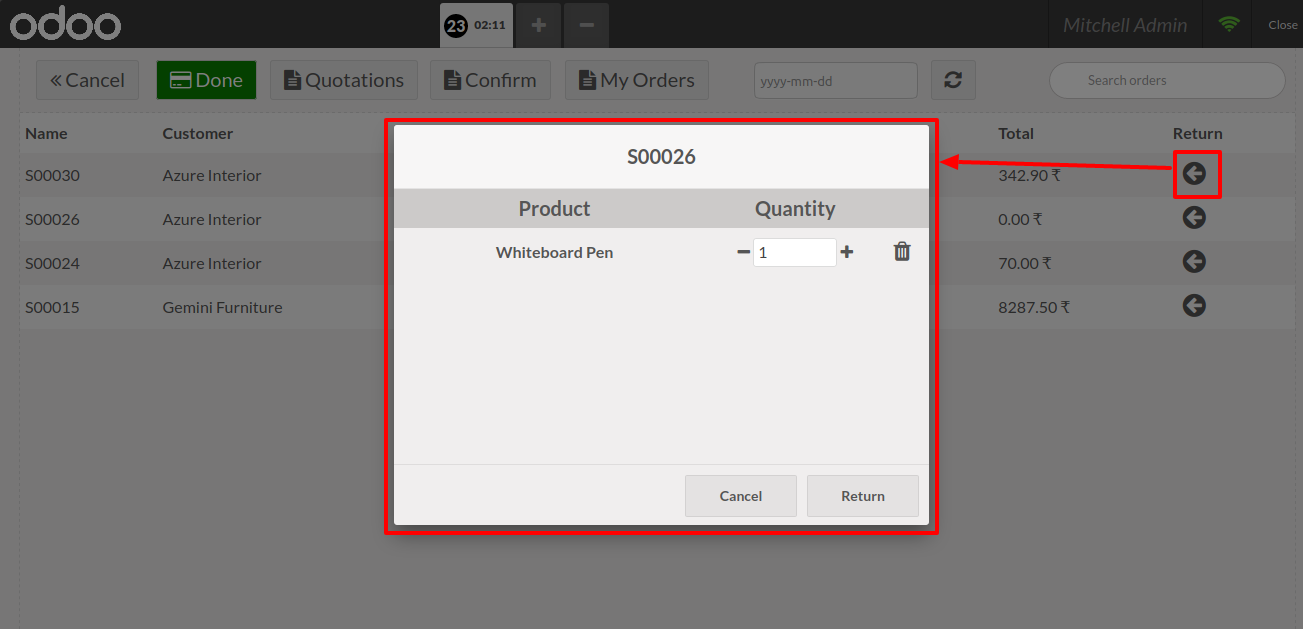 odoo 23 02:11 + − Mitchell Admin Close
« Cancel Done Quotations Confirm My Orders yyyy-mm-dd Search orders
Name Customer Total Return
S00026
S00030 Azure Interior 342.90 ₹
Product Quantity
S00026 Azure Interior 0.00 ₹
Whiteboard Pen − 1 +
S00024 Azure Interior 70.00 ₹
S00015 Gemini Furniture 8287.50 ₹
Cancel Return